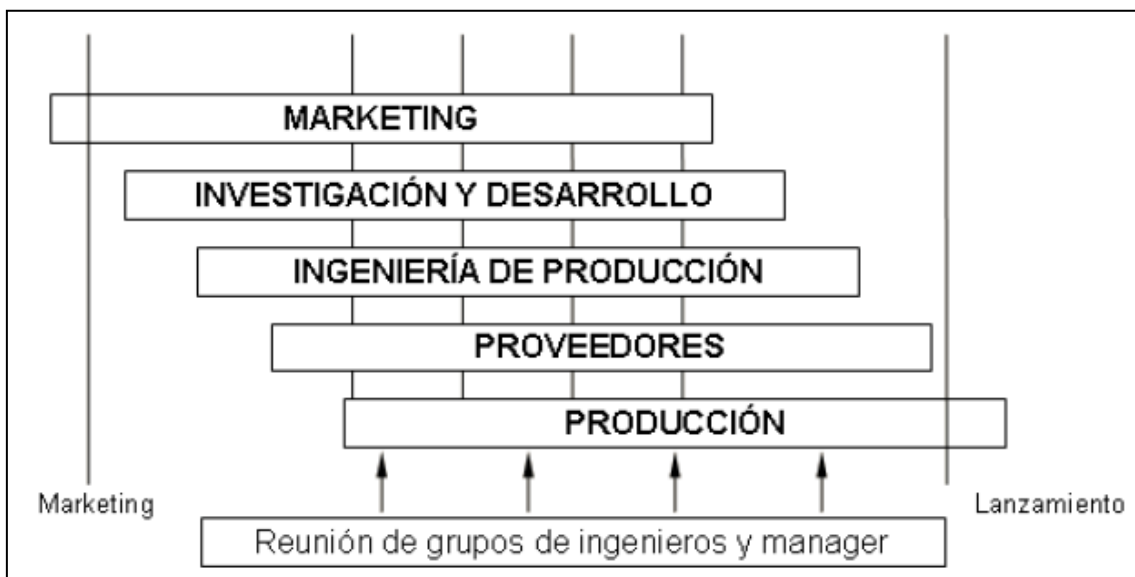 MARKETING
INVESTIGACIÓN Y DESARROLLO
INGENIERÍA DE PRODUCCIÓN
PROVEEDORES
PRODUCCIÓN
Marketing
Lanzamiento
Reunión de grupos de ingenieros y manager